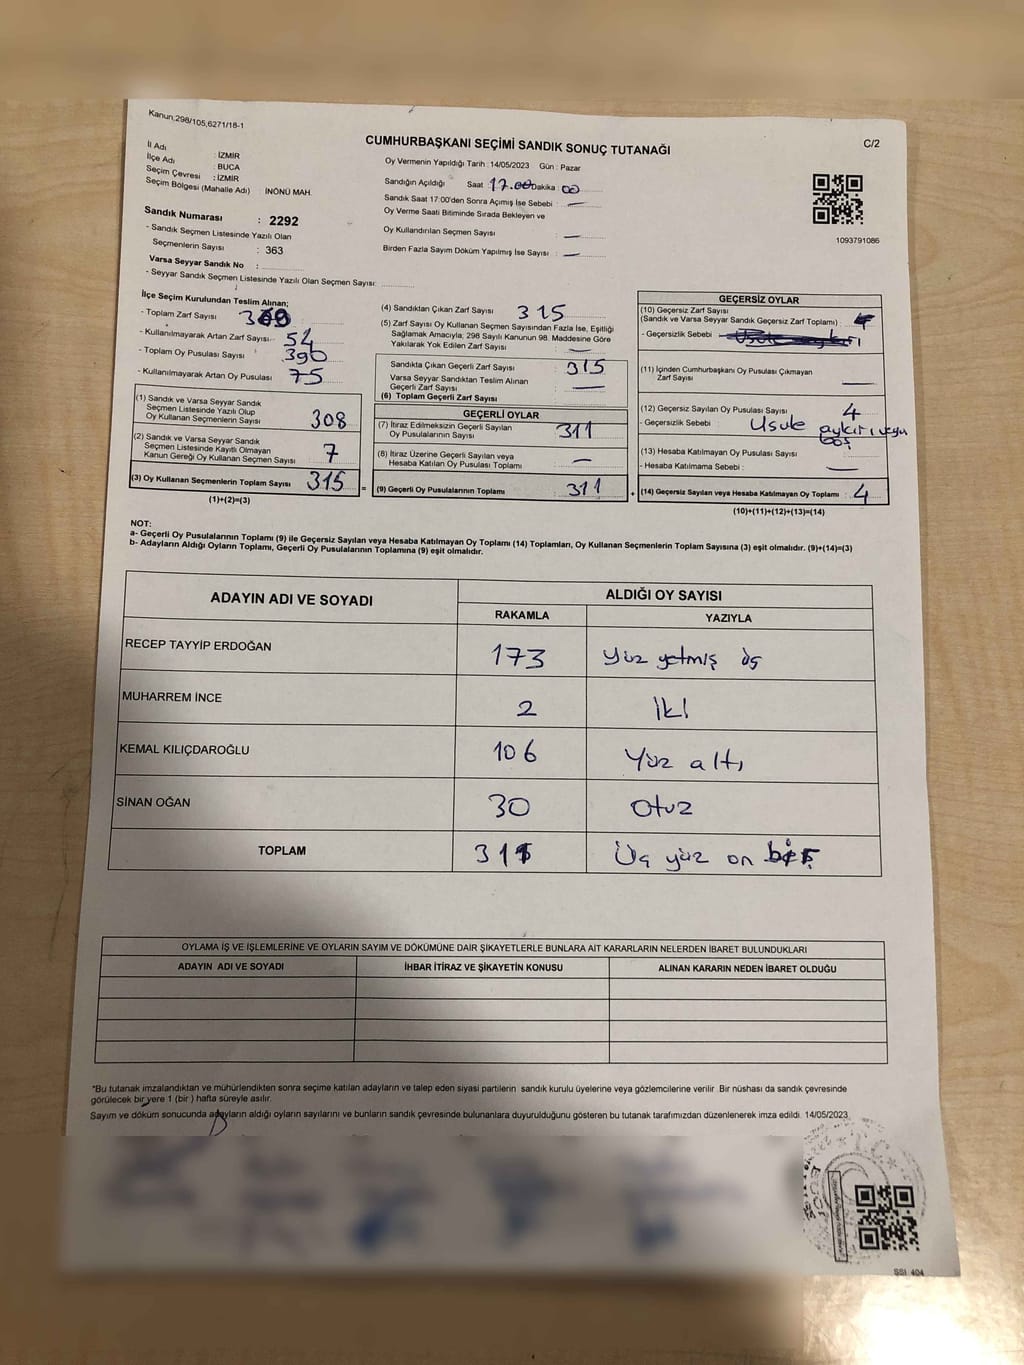 Kanun,298/105,6271/18-1
CUMHURBAŞKANI SEÇİMİ SANDIK SONUÇ TUTANAĞI
C/2
İl Adı : İZMİR
İlçe Adı : BUCA
Seçim Çevresi : İZMİR
Seçim Bölgesi (Mahalle Adı) : İNÖNÜ MAH.
Sandık Numarası : 2292
- Sandık Seçmen Listesinde Yazılı Olan
Seçmenlerin Sayısı : 363
Varsa Seyyar Sandık No :
- Seyyar Sandık Seçmen Listesinde Yazılı Olan Seçmen Sayısı:
Oy Vermenin Yapıldığı Tarih : 14/05/2023 Gün : Pazar
Sandığın Açıldığı Saat 17.00 Dakika : 00
Sandık Saat 17:00'den Sonra Açımış İse Sebebi : —
Oy Verme Saati Bitiminde Sırada Bekleyen ve
Oy Kullandırılan Seçmen Sayısı : —
Birden Fazla Sayım Döküm Yapılmış İse Sayısı : —
1093791086
İlçe Seçim Kurulundan Teslim Alınan;
- Toplam Zarf Sayısı
- Kullanılmayarak Artan Zarf Sayısı 54
- Toplam Oy Pusulası Sayısı 390
- Kullanılmayarak Artan Oy Pusulası 75
(1) Sandık ve Varsa Seyyar Sandık
Seçmen Listesinde Yazılı Olup
Oy Kullanan Seçmenlerin Sayısı 308
(2) Sandık ve Varsa Seyyar Sandık
Seçmen Listesinde Kayıtlı Olmayan
Kanun Gereği Oy Kullanan Seçmen Sayısı 7
(3) Oy Kullanan Seçmenlerin Toplam Sayısı 315
(1)+(2)=(3)
=
(4) Sandıktan Çıkan Zarf Sayısı 315
(5) Zarf Sayısı Oy Kullanan Seçmen Sayısından Fazla İse, Eşitliği
Sağlamak Amacıyla; 298 Sayılı Kanunun 98. Maddesine Göre
Yakılarak Yok Edilen Zarf Sayısı : —
Sandıkta Çıkan Geçerli Zarf Sayısı : 315
Varsa Seyyar Sandıktan Teslim Alınan
Geçerli Zarf Sayısı : —
(6) Toplam Geçerli Zarf Sayısı
GEÇERLİ OYLAR
(7) İtiraz Edilmeksizin Geçerli Sayılan
Oy Pusulalarının Sayısı 311
(8) İtiraz Üzerine Geçerli Sayılan veya
Hesaba Katılan Oy Pusulası Toplamı —
(9) Geçerli Oy Pusulalarının Toplamı 311
+
GEÇERSİZ OYLAR
(10) Geçersiz Zarf Sayısı
(Sandık ve Varsa Seyyar Sandık Geçersiz Zarf Toplamı) :
- Geçersizlik Sebebi :
(11) İçinden Cumhurbaşkanı Oy Pusulası Çıkmayan
Zarf Sayısı —
(12) Geçersiz Sayılan Oy Pusulası Sayısı 4
- Geçersizlik Sebebi : Usule aykırı veya
boş
(13) Hesaba Katılmayan Oy Pusulası Sayısı
- Hesaba Katılmama Sebebi : —
(14) Geçersiz Sayılan veya Hesaba Katılmayan Oy Toplamı : 4
(10)+(11)+(12)+(13)=(14)
NOT:
a- Geçerli Oy Pusulalarının Toplamı (9) ile Geçersiz Sayılan veya Hesaba Katılmayan Oy Toplamı (14) Toplamları, Oy Kullanan Seçmenlerin Toplam Sayısına (3) eşit olmalıdır. (9)+(14)=(3)
b- Adayların Aldığı Oyların Toplamı, Geçerli Oy Pusulalarının Toplamına (9) eşit olmalıdır.
ADAYIN ADI VE SOYADI
ALDIĞI OY SAYISI
RAKAMLA YAZIYLA
RECEP TAYYİP ERDOĞAN 173 Yüz yetmiş üç
MUHARREM İNCE 2 İki
KEMAL KILIÇDAROĞLU 106 Yüz altı
SİNAN OĞAN 30 Otuz
TOPLAM 311 Üç yüz on bir
OYLAMA İŞ VE İŞLEMLERİNE VE OYLARIN SAYIM VE DÖKÜMÜNE DAİR ŞİKAYETLERLE BUNLARA AİT KARARLARIN NELERDEN İBARET BULUNDUKLARI
ADAYIN ADI VE SOYADI İHBAR İTİRAZ VE ŞİKAYETİN KONUSU ALINAN KARARIN NEDEN İBARET OLDUĞU
"Bu tutanak imzalandıktan ve mühürlendikten sonra seçime katılan adayların ve talep eden siyasi partilerin sandık kurulu üyelerine veya gözlemcilerine verilir. Bir nüshası da sandık çevresinde
görülecek bir yere 1 (bir) hafta süreyle asılır.
Sayım ve döküm sonucunda adayların aldığı oyların sayılarını ve bunların sandık çevresinde bulunanlara duyurulduğunu gösteren bu tutanak tarafımızdan düzenlenerek imza edildi. 14/05/2023
T.C.
SSI 404